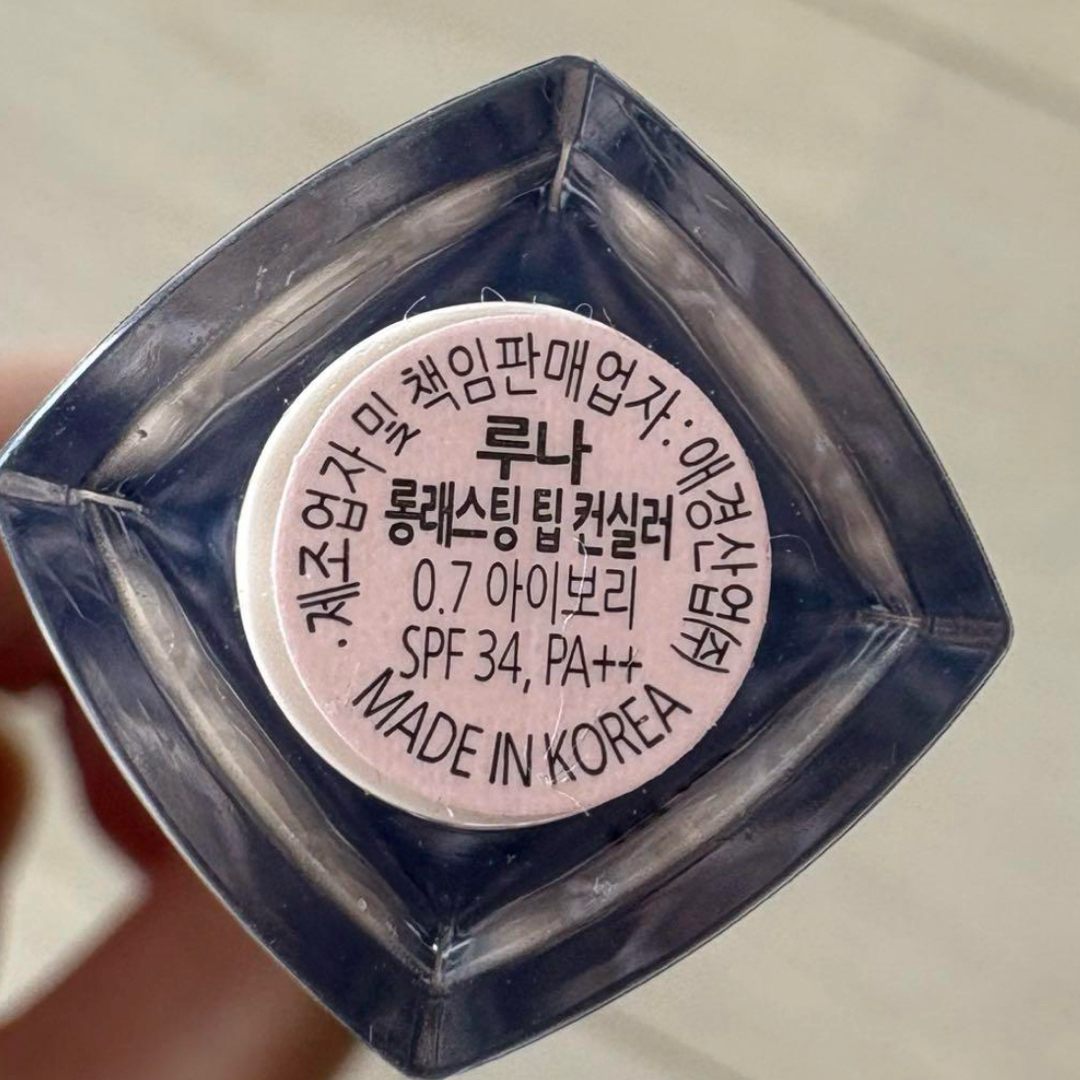 ·제조업자 및 책임판매업자: 애경산업(주)
루나
롱래스팅 팁 컨실러
0.7 아이보리
SPF 34, PA++
MADE IN KOREA